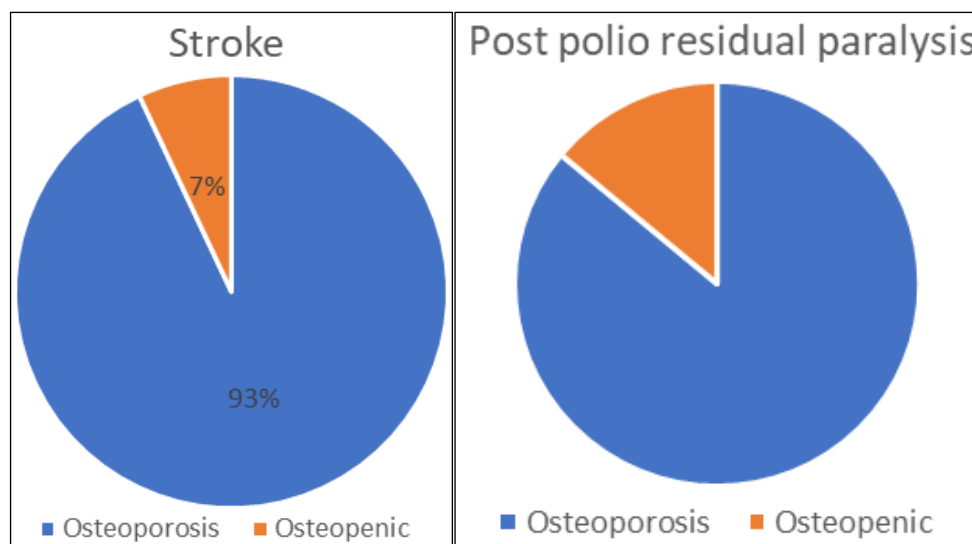 Stroke
7%
93%
Osteoporosis Osteopenic
Post polio residual paralysis
Osteoporosis Osteopenic